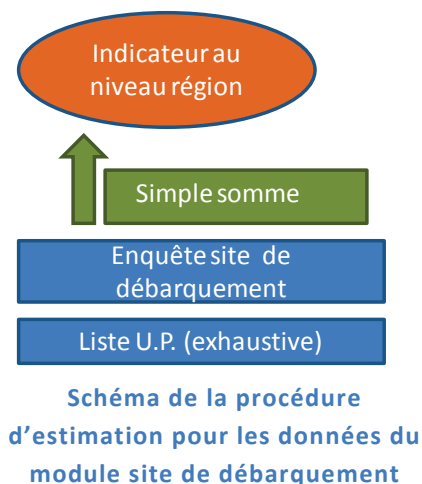 Indicateur au
niveau région
Simple somme
Enquête site de
débarquement
Liste U.P. (exhaustive)
Schéma de la procédure
d'estimation pour les données du
module site de débarquement